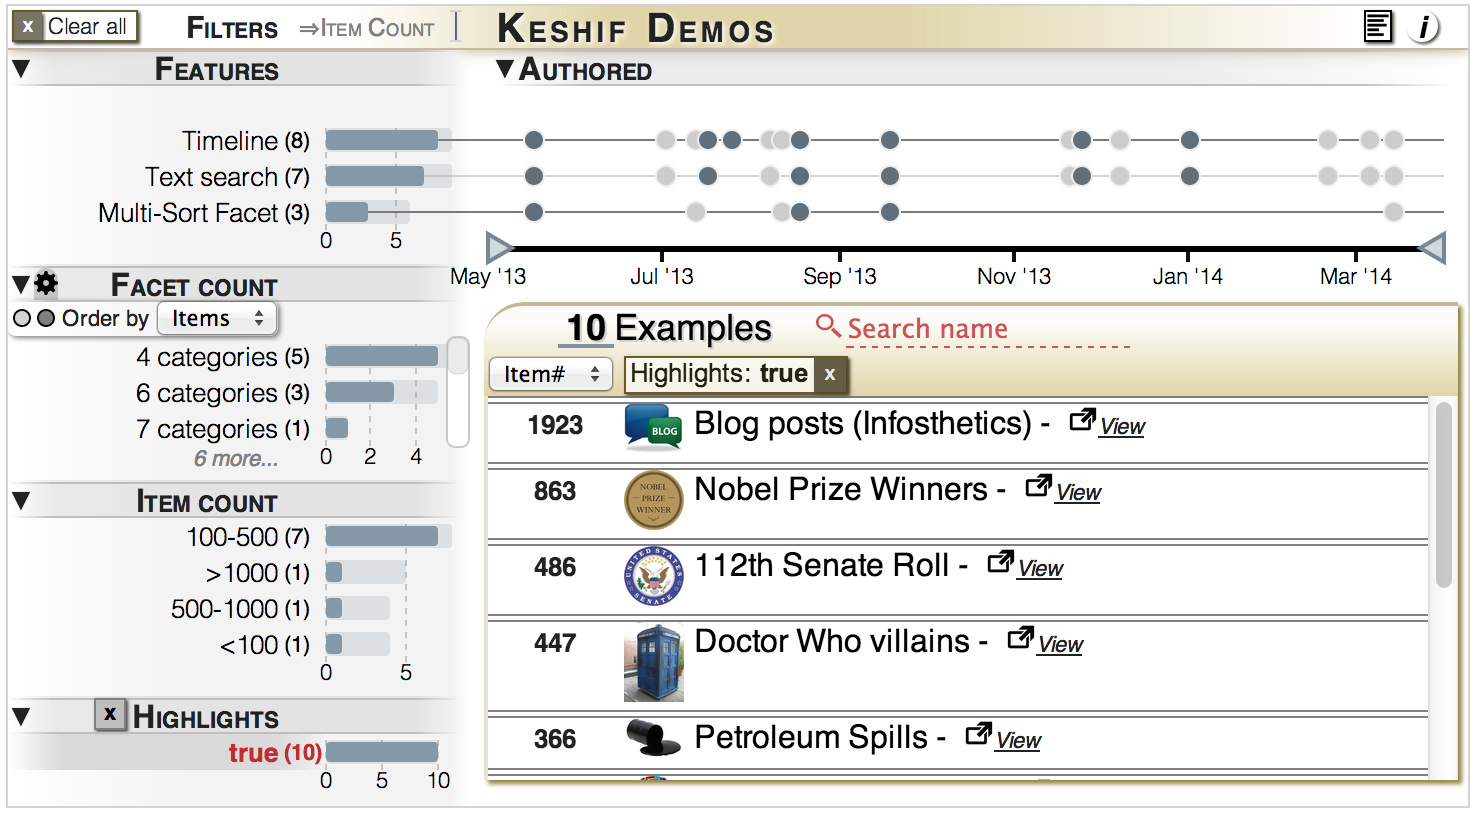 x Clear all FILTERS ⇒ITEM COUNT KESHIF DEMOS i
▼ FEATURES ▼ AUTHORED
Timeline (8)
Text search (7)
Multi-Sort Facet (3)
0 5
May '13 Jul '13 Sep '13 Nov '13 Jan '14 Mar '14
▼ FACET COUNT
Order by Items
4 categories (5)
6 categories (3)
7 categories (1)
6 more... 0 2 4
▼ ITEM COUNT
100-500 (7)
>1000 (1)
500-1000 (1)
<100 (1)
0 5
▼ x HIGHLIGHTS
true (10)
0 5 10
10 Examples Search name
Item# Highlights: true x
1923 BLOG Blog posts (Infosthetics) - View
863 NOBEL PRIZE WINNER Nobel Prize Winners - View
486 UNITED STATES SENATE 112th Senate Roll - View
447 Doctor Who villains - View
366 Petroleum Spills - View